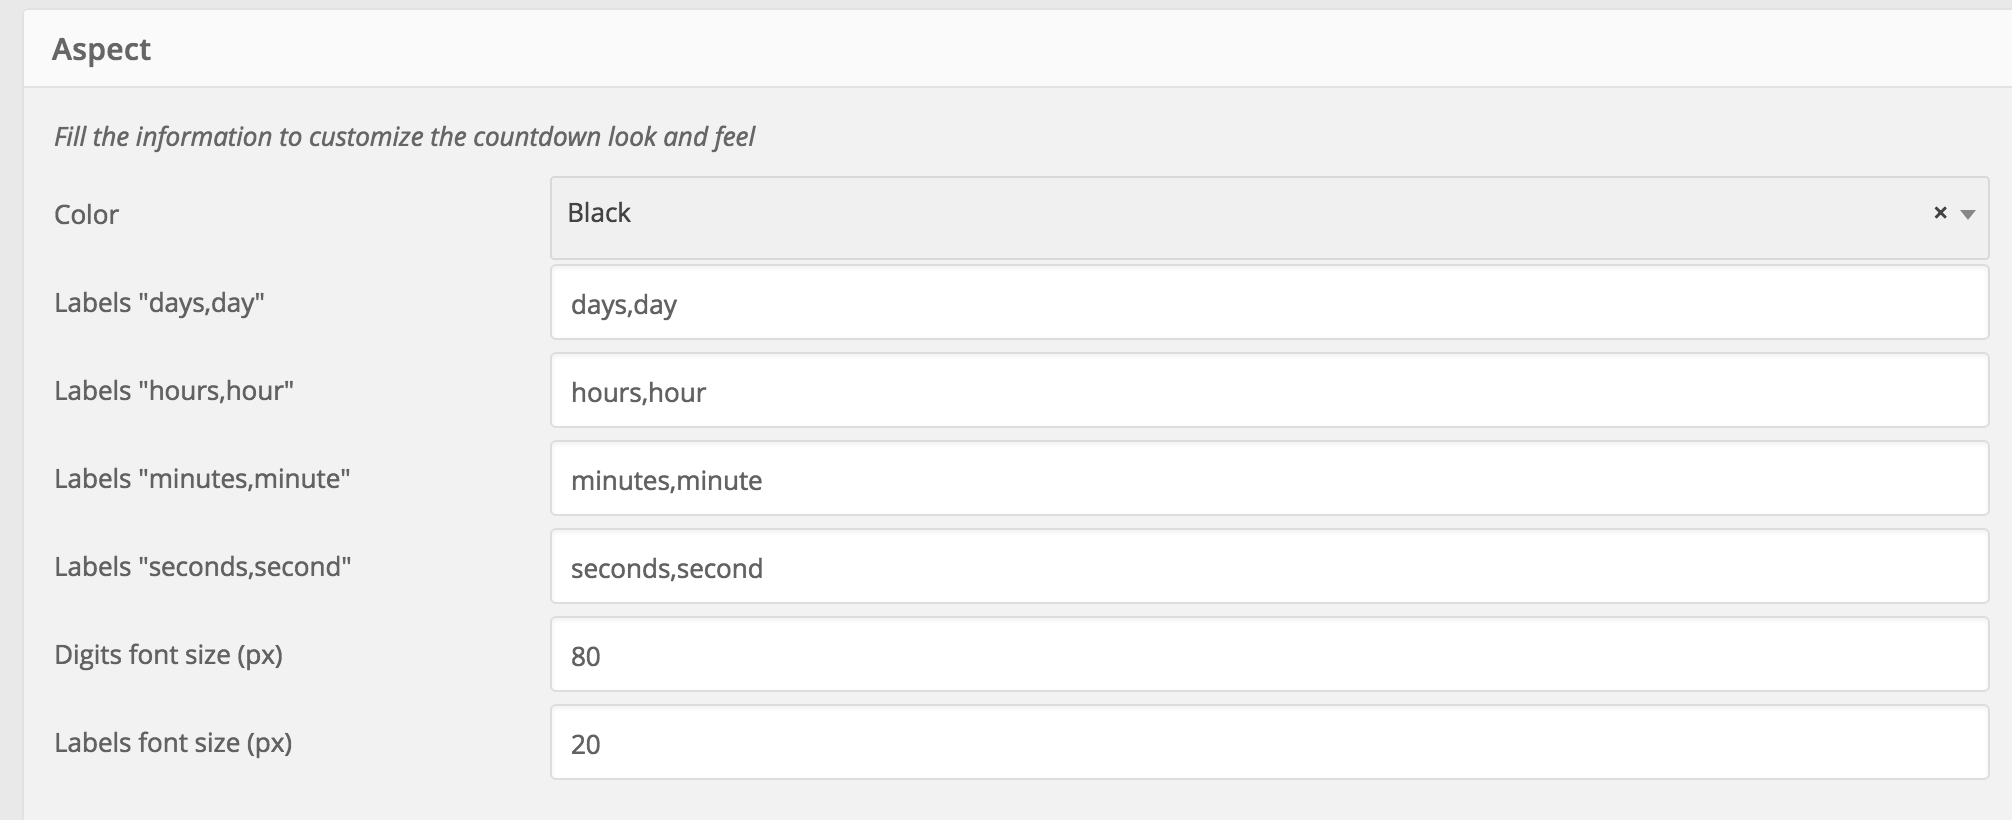 Aspect
Fill the information to customize the countdown look and feel
Color
Black
×
Labels "days,day"
days,day
Labels "hours,hour"
hours,hour
Labels "minutes,minute"
minutes,minute
Labels "seconds,second"
seconds,second
Digits font size (px)
80
Labels font size (px)
20